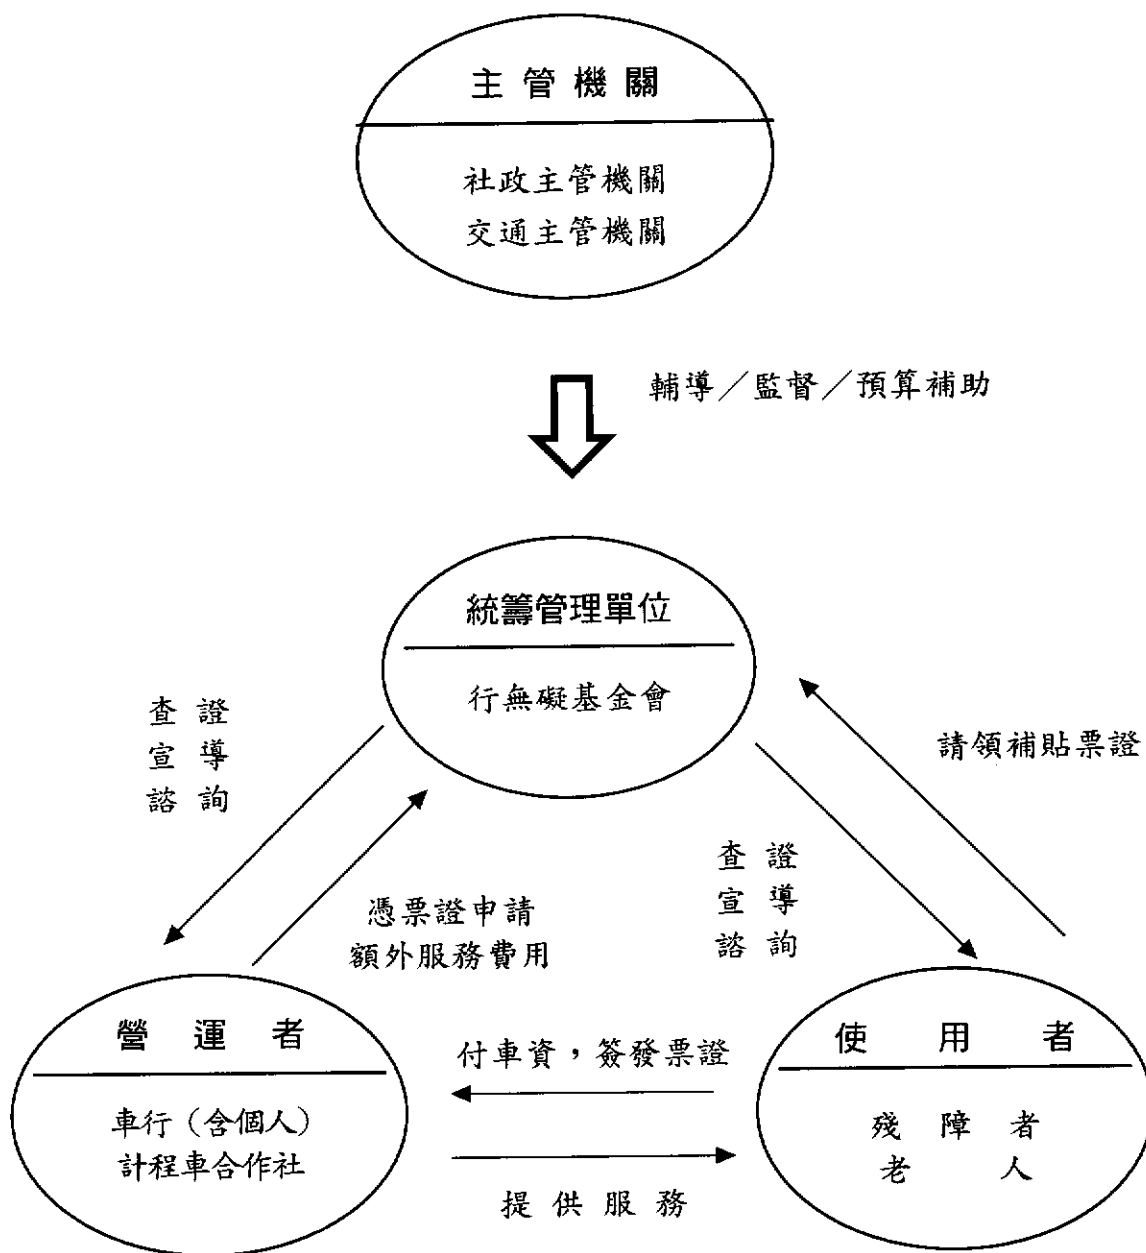 主管機關
社政主管機關
交通主管機關
輔導／監督／預算補助
統籌管理單位
行無礙基金會
查證
宣導
諮詢
請領補貼票證
憑票證申請
額外服務費用
查證
宣導
諮詢
營運者
車行（含個人）
計程車合作社
付車資，簽發票證
提供服務
使用者
殘障者
老人